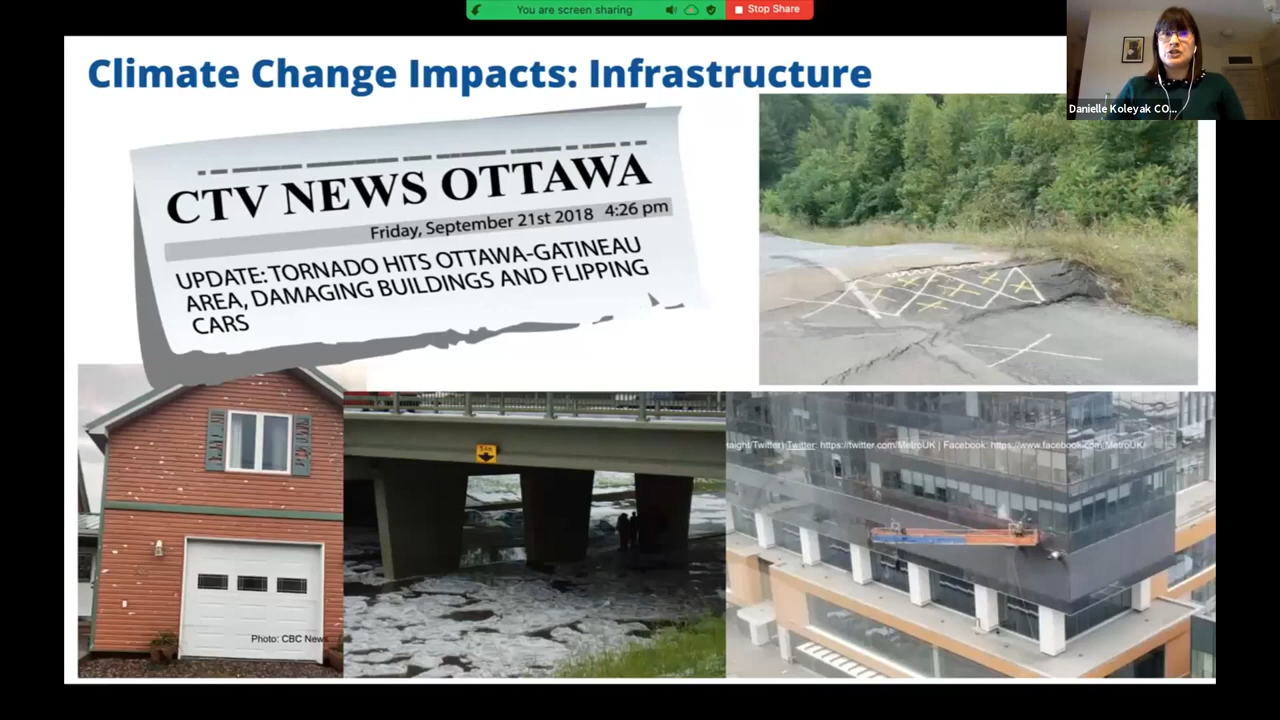 You are screen sharing
Stop Share
Danielle Koleyak CO...
Climate Change Impacts: Infrastructure
CTV NEWS OTTAWA
Friday, September 21st 2018 4:26 pm
UPDATE: TORNADO HITS OTTAWA-GATINEAU
AREA, DAMAGING BUILDINGS AND FLIPPING
CARS
/Twitter) Twitter: https://twitter.com/MetroUK | Facebook: https://www.facebook.com/MetroUK/
Photo: CBC News